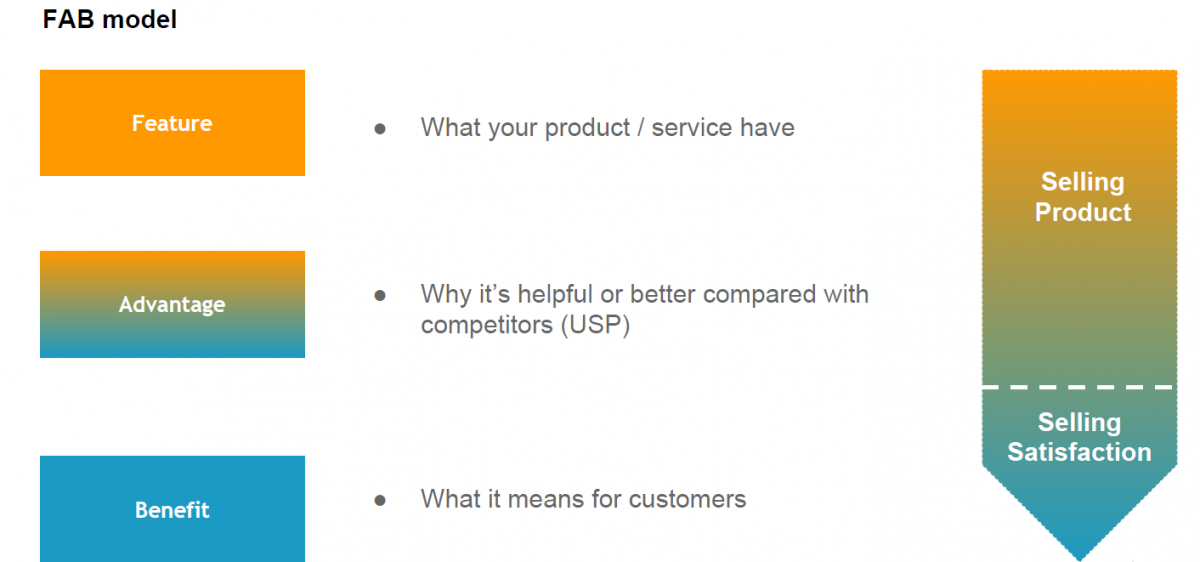 FAB model
Feature
● What your product / service have
Advantage
● Why it’s helpful or better compared with
competitors (USP)
Benefit
● What it means for customers
Selling
Product
Selling
Satisfaction